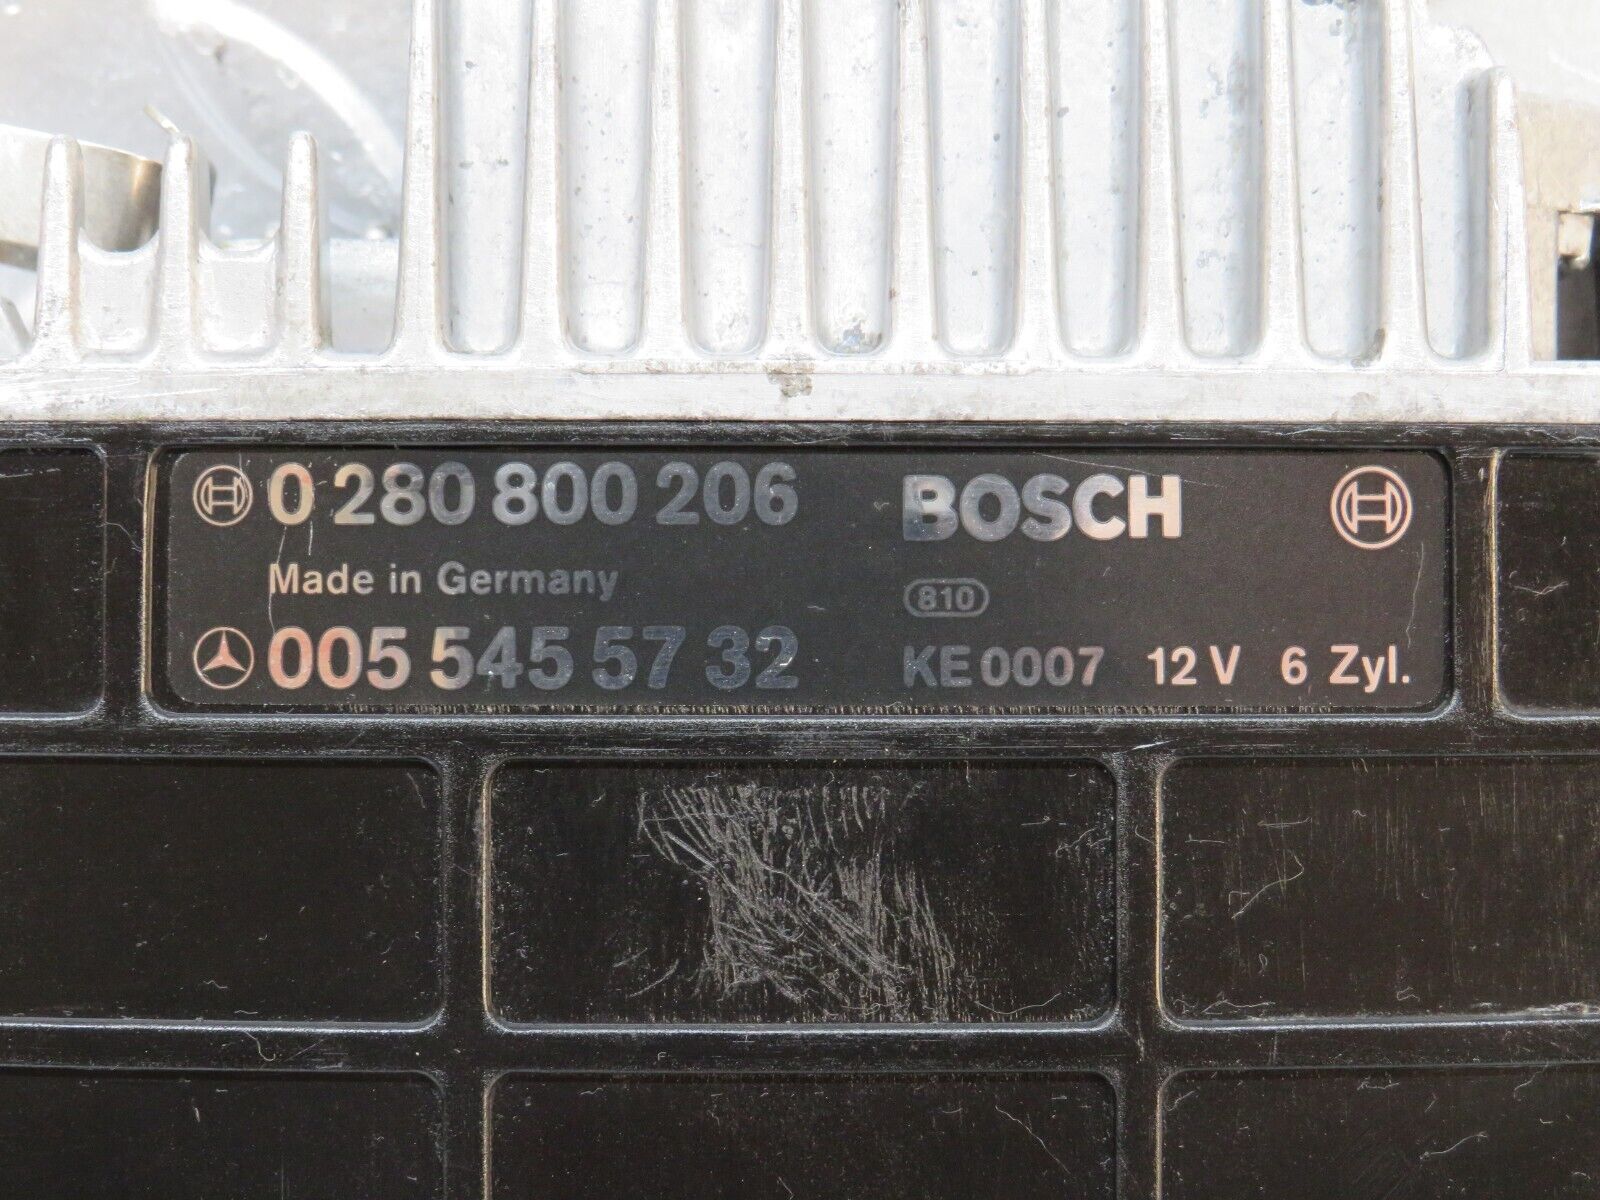 0 280 800 206 BOSCH
Made in Germany 810
005 545 57 32 KE 0007 12 V 6 Zyl.